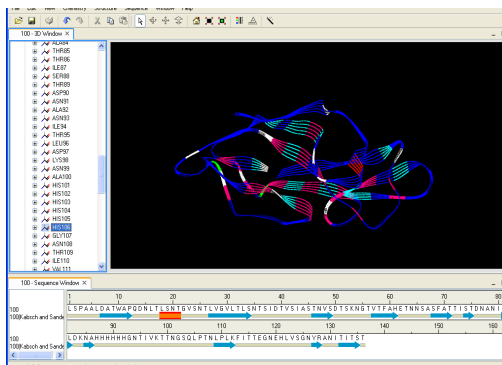 File Edit View Chemistry Structure Sequence Window Help
100 - 3D Window
ALA84
THR85
THR86
ILE87
SER88
THR89
ASP90
ASN91
ALA92
ASN93
ILE94
THR95
LEU96
ASP97
LYS98
ASN99
ALA100
HIS101
HIS102
HIS103
HIS104
HIS105
HIS106
GLY107
ASN108
THR109
ILE110
VAL111
100 - Sequence Window
1 10 20 30 40 50 60 70 80
100 LSPAALDATWAPQDNLTLSNTGVSNTLVGVLTLSNTSIDTVSIASTNVSDTSKNGTVTFAHETNNSASFATTISTDNANI
100(Kabsch and Sande
90 100 110 120 130 140 150 160
100 LDKNAHHHHHHGNTIVKTTNGSQLPTNLPLKFITTEGNEHLVSGNYRANITITST
100(Kabsch and Sande